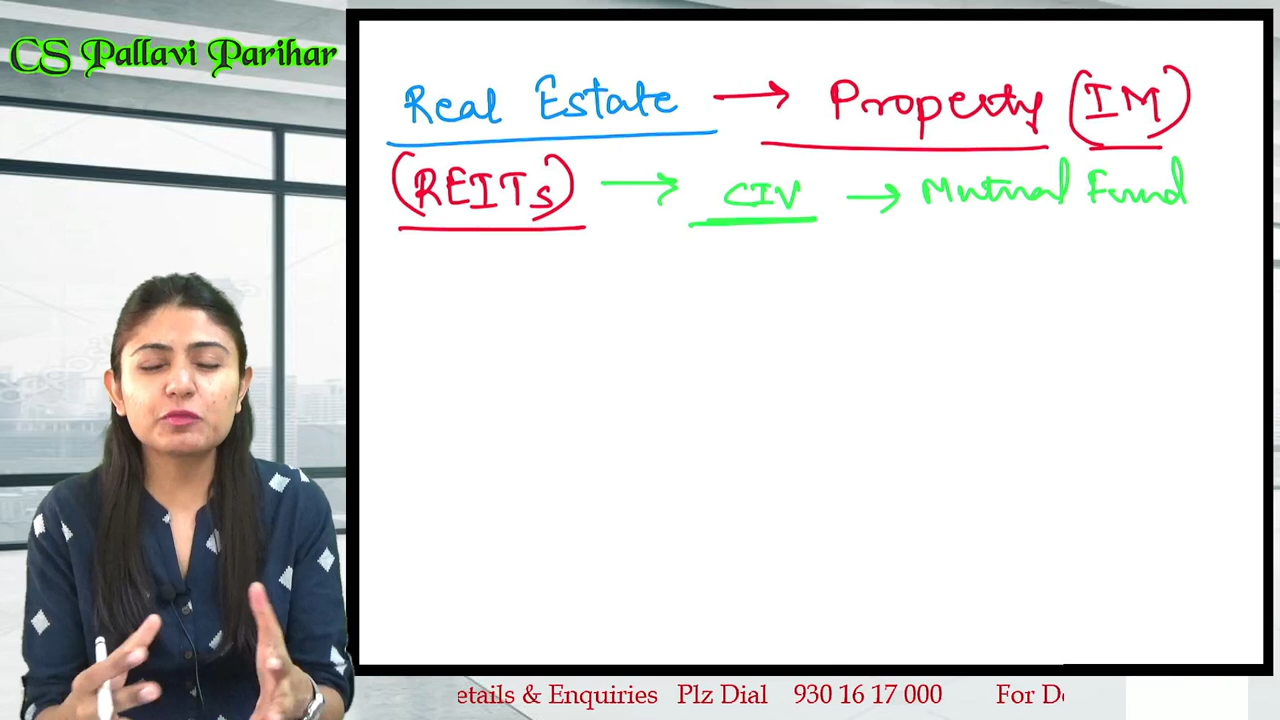 CS Pallavi Parihar
Real Estate → Property (IM)
(REITs) → CIV → Mutual Fund
etails & Enquiries Plz Dial 930 16 17 000 For De